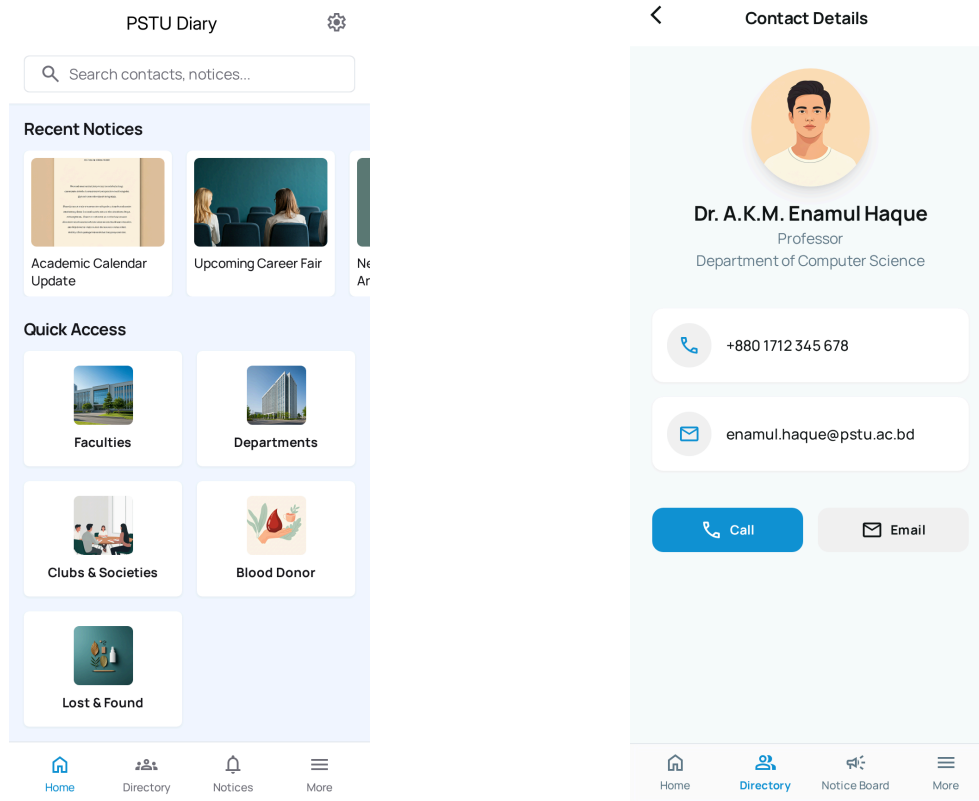 PSTU Diary
Search contacts, notices...
Recent Notices
Academic Calendar
Update
Upcoming Career Fair
Quick Access
Faculties
Departments
Clubs & Societies
Blood Donor
Lost & Found
Home
Directory
Notices
More
Contact Details
Dr. A.K.M. Enamul Haque
Professor
Department of Computer Science
+880 1712 345 678
enamul.haque@pstu.ac.bd
Call
Email
Home
Directory
Notice Board
More